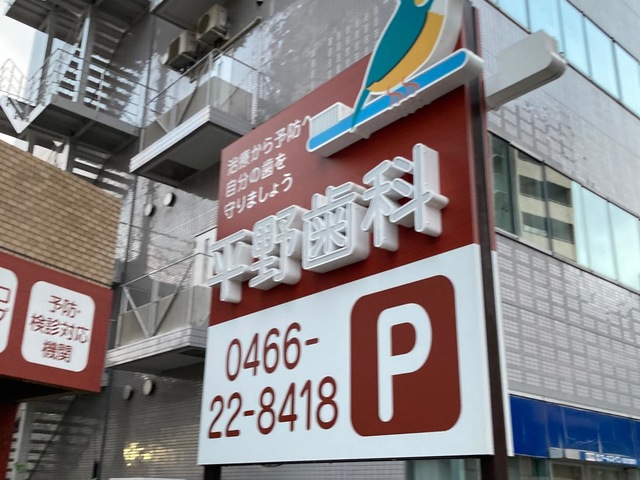 治療から予防へ
自分の歯を
守りましょう
平野歯科
0466-
22-8418
P
予防・
検診対応
機関